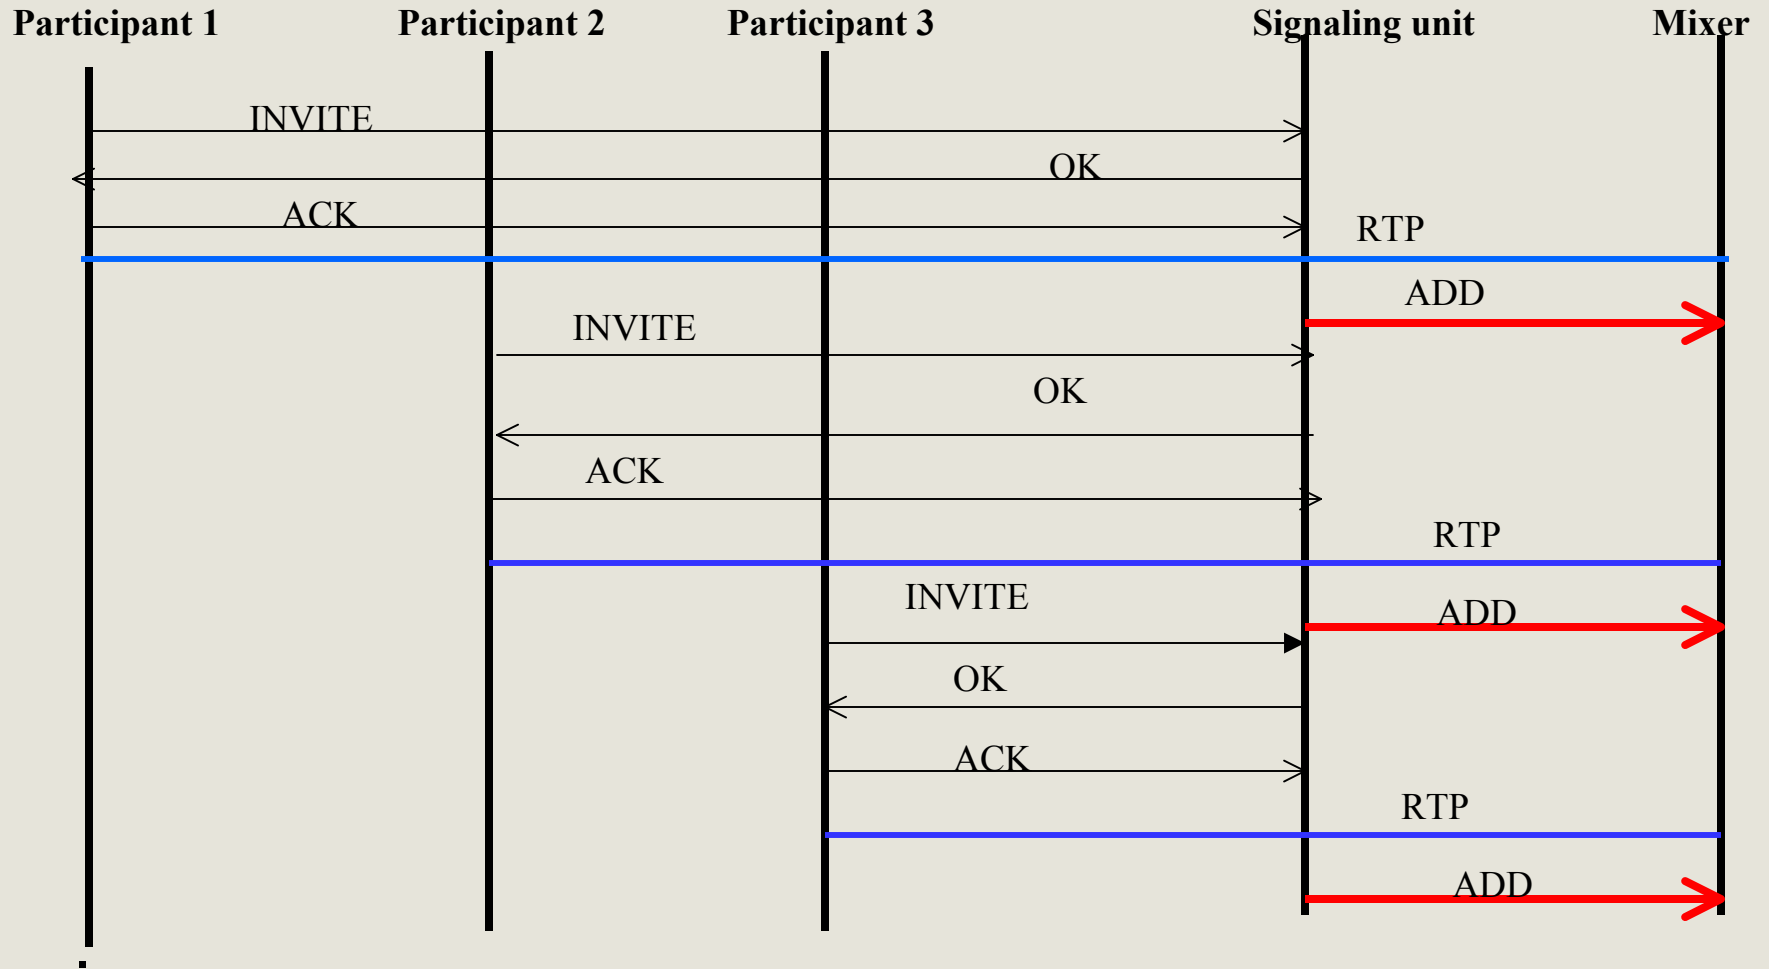 Participant 1
Participant 2
Participant 3
Signaling unit
Mixer
INVITE
OK
ACK
RTP
ADD
INVITE
OK
ACK
RTP
INVITE
ADD
OK
ACK
RTP
ADD